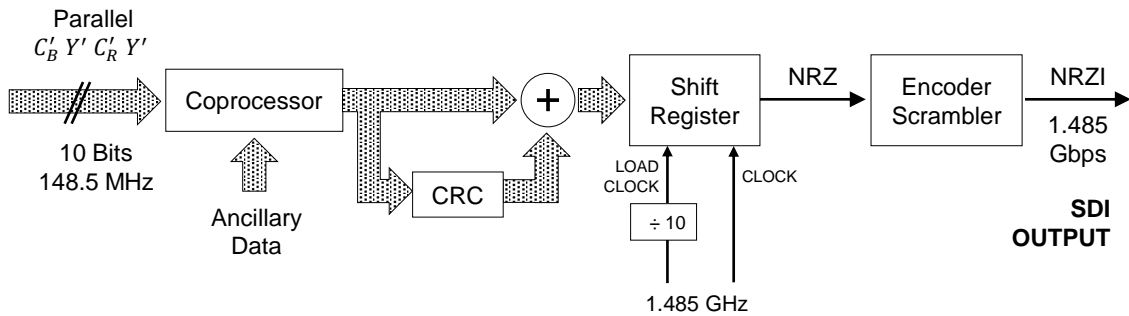 Parallel
C′B Y′ C′R Y′
10 Bits
148.5 MHz
Coprocessor
Ancillary
Data
CRC
+
Shift
Register
LOAD
CLOCK
CLOCK
÷ 10
1.485 GHz
NRZ
Encoder
Scrambler
NRZI
1.485
Gbps
SDI
OUTPUT